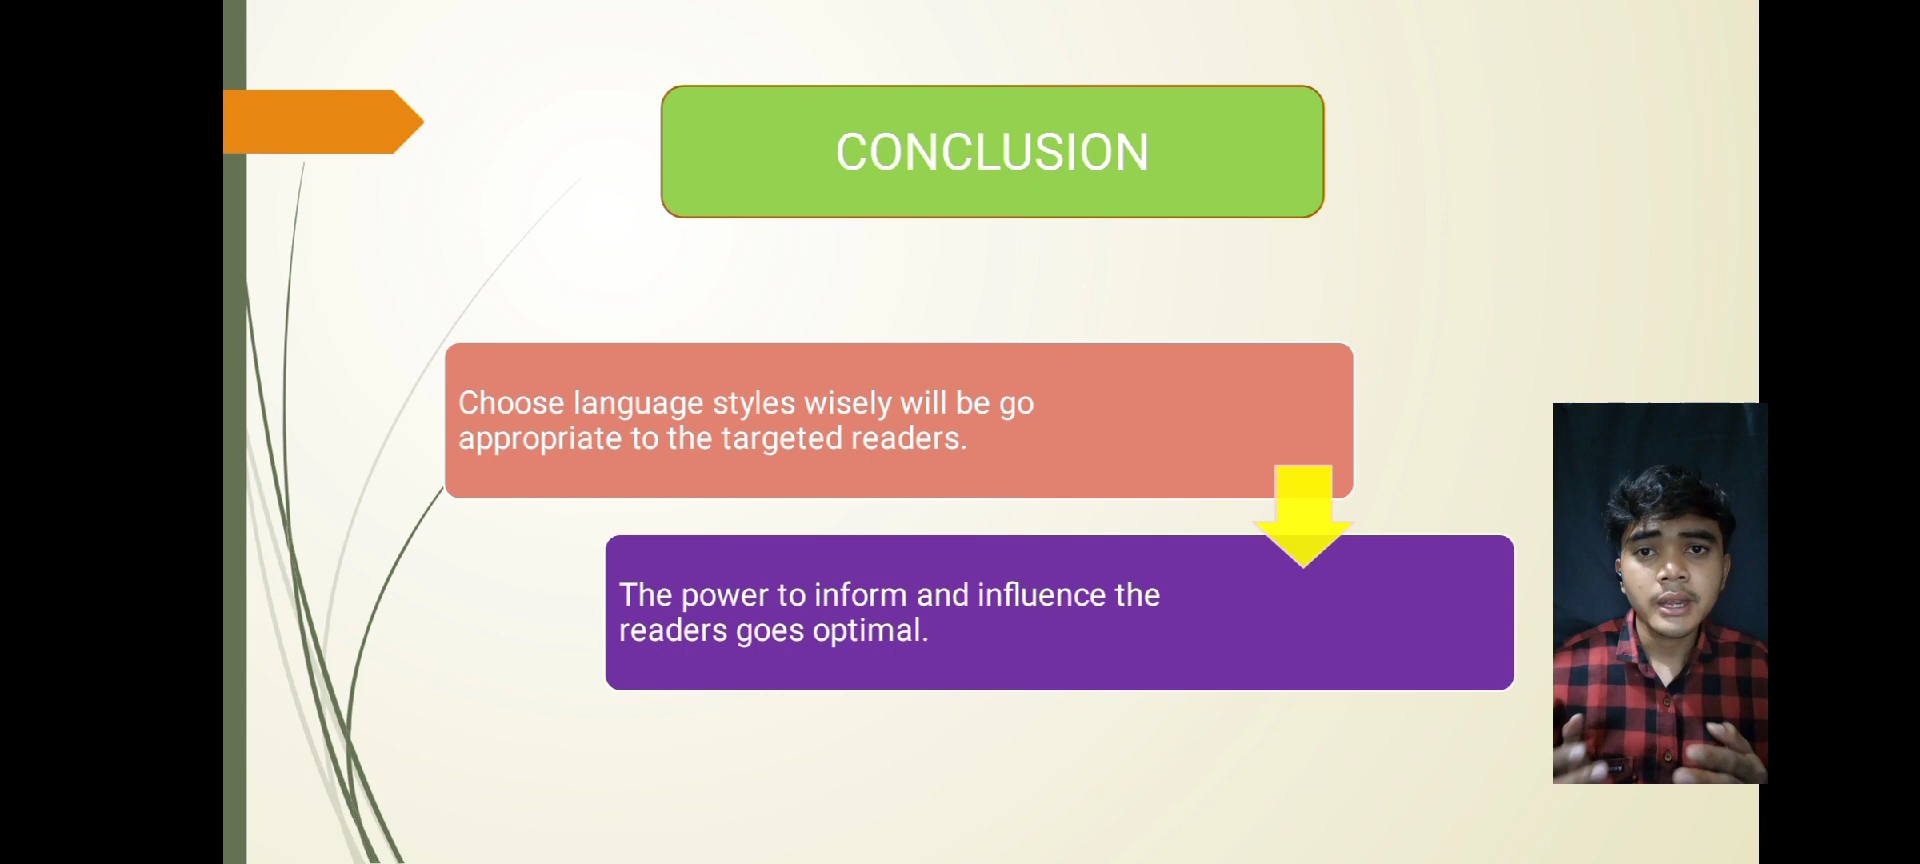 CONCLUSION
Choose language styles wisely will be go
appropriate to the targeted readers.
The power to inform and influence the
readers goes optimal.